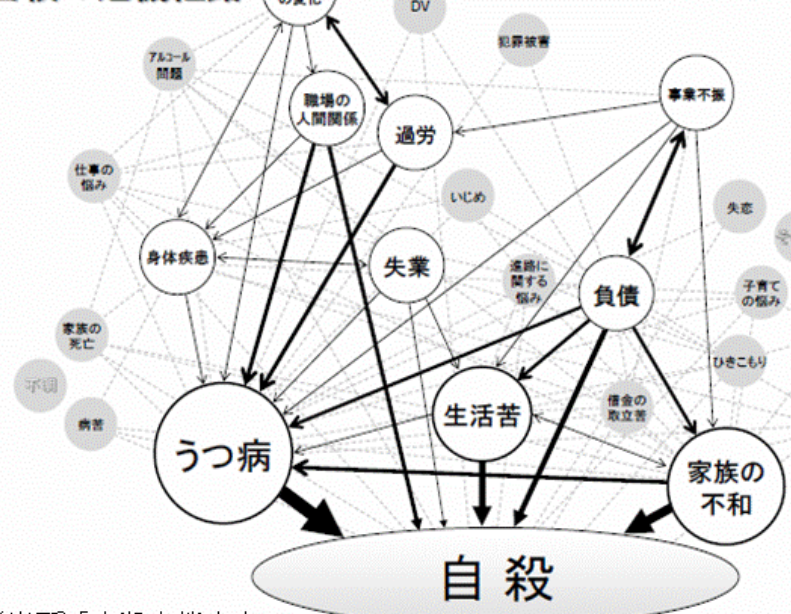 の変化
DV
犯罪被害
アルコール
問題
職場の
人間関係
過労
事業不振
仕事の
悩み
いじめ
失恋
身体疾患
失業
進路に
関する
悩み
負債
子育て
の悩み
家族の
死亡
ひきこもり
不明
病苦
生活苦
借金の
取立苦
うつ病
家族の
不和
自殺